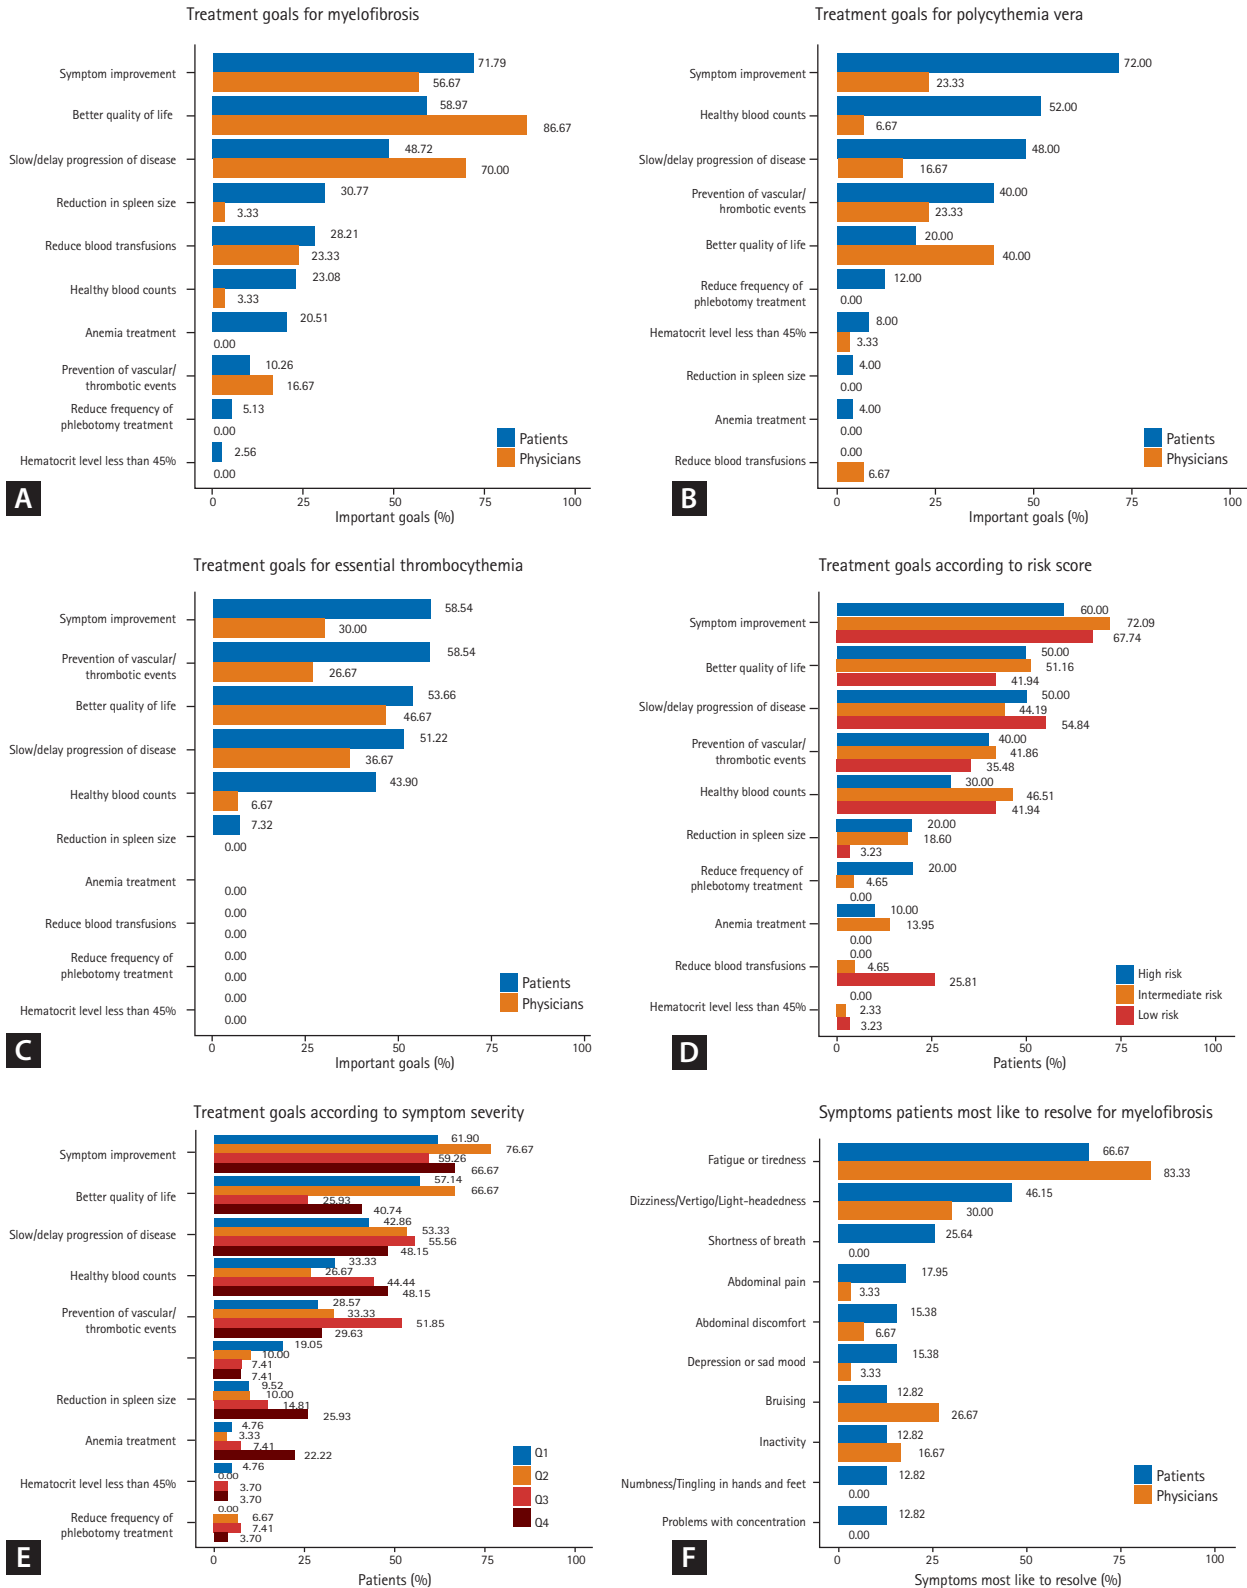 Treatment goals for myelofibrosis
Symptom improvement
71.79
56.67
Better quality of life
58.97
86.67
Slow/delay progression of disease
48.72
70.00
Reduction in spleen size
30.77
3.33
Reduce blood transfusions
28.21
23.33
Healthy blood counts
23.08
3.33
Anemia treatment
20.51
0.00
Prevention of vascular/
thrombotic events
10.26
16.67
Reduce frequency of
phlebotomy treatment
5.13
0.00
Hematocrit level less than 45%
2.56
0.00
Patients
Physicians
0 25 50 75 100
Important goals (%)
A
Treatment goals for polycythemia vera
Symptom improvement
72.00
23.33
Healthy blood counts
52.00
6.67
Slow/delay progression of disease
48.00
16.67
Prevention of vascular/
hrombotic events
40.00
23.33
Better quality of life
20.00
40.00
Reduce frequency of
phlebotomy treatment
12.00
0.00
Hematocrit level less than 45%
8.00
3.33
Reduction in spleen size
4.00
0.00
Anemia treatment
4.00
0.00
Reduce blood transfusions
0.00
6.67
Patients
Physicians
0 25 50 75 100
Important goals (%)
B
Treatment goals for essential thrombocythemia
Symptom improvement
58.54
30.00
Prevention of vascular/
thrombotic events
58.54
26.67
Better quality of life
53.66
46.67
Slow/delay progression of disease
51.22
36.67
Healthy blood counts
43.90
6.67
Reduction in spleen size
7.32
0.00
Anemia treatment
0.00
Reduce blood transfusions
0.00
0.00
Reduce frequency of
phlebotomy treatment
0.00
0.00
Hematocrit level less than 45%
0.00
0.00
Patients
Physicians
0 25 50 75 100
Important goals (%)
C
Treatment goals according to risk score
Symptom improvement
60.00
72.09
67.74
Better quality of life
50.00
51.16
41.94
Slow/delay progression of disease
50.00
44.19
54.84
Prevention of vascular/
thrombotic events
40.00
41.86
35.48
Healthy blood counts
30.00
46.51
41.94
Reduction in spleen size
20.00
18.60
3.23
Reduce frequency of
phlebotomy treatment
20.00
4.65
0.00
Anemia treatment
10.00
13.95
0.00
Reduce blood transfusions
0.00
4.65
25.81
Hematocrit level less than 45%
0.00
2.33
3.23
High risk
Intermediate risk
Low risk
0 25 50 75 100
Patients (%)
D
Treatment goals according to symptom severity
Symptom improvement
61.90
76.67
59.26
66.67
Better quality of life
57.14
66.67
25.93
40.74
Slow/delay progression of disease
42.86
53.33
55.56
48.15
Healthy blood counts
33.33
26.67
44.44
48.15
Prevention of vascular/
thrombotic events
28.57
33.33
51.85
29.63
19.05
10.00
7.41
7.41
Reduction in spleen size
9.52
10.00
14.81
25.93
Anemia treatment
4.76
3.33
7.41
22.22
Hematocrit level less than 45%
4.76
0.00
3.70
3.70
Reduce frequency of
phlebotomy treatment
0.00
6.67
7.41
3.70
Q1
Q2
Q3
Q4
0 25 50 75 100
Patients (%)
E
Symptoms patients most like to resolve for myelofibrosis
Fatigue or tiredness
66.67
83.33
Dizziness/Vertigo/Light-headedness
46.15
30.00
Shortness of breath
25.64
0.00
Abdominal pain
17.95
3.33
Abdominal discomfort
15.38
6.67
Depression or sad mood
15.38
3.33
Bruising
12.82
26.67
Inactivity
12.82
16.67
Numbness/Tingling in hands and feet
12.82
0.00
Problems with concentration
12.82
0.00
Patients
Physicians
0 25 50 75 100
Symptoms most like to resolve (%)
F